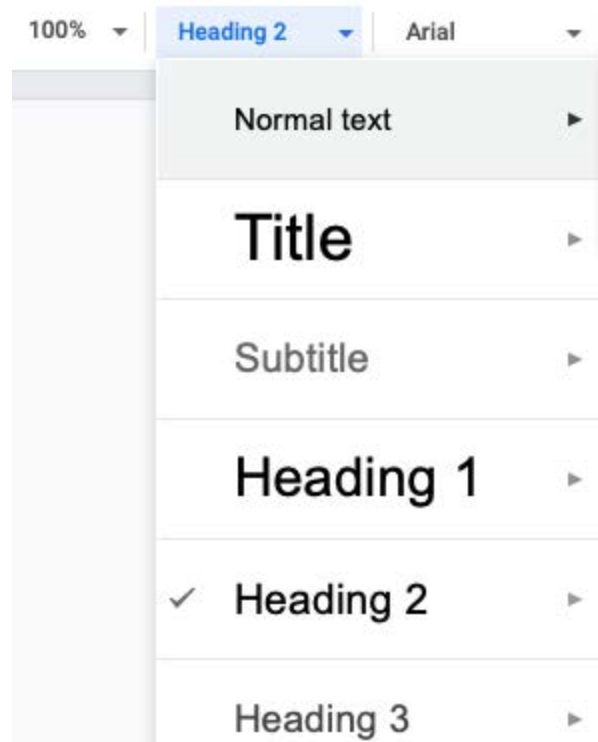 100% Heading 2 Arial
Normal text
Title
Subtitle
Heading 1
Heading 2
Heading 3